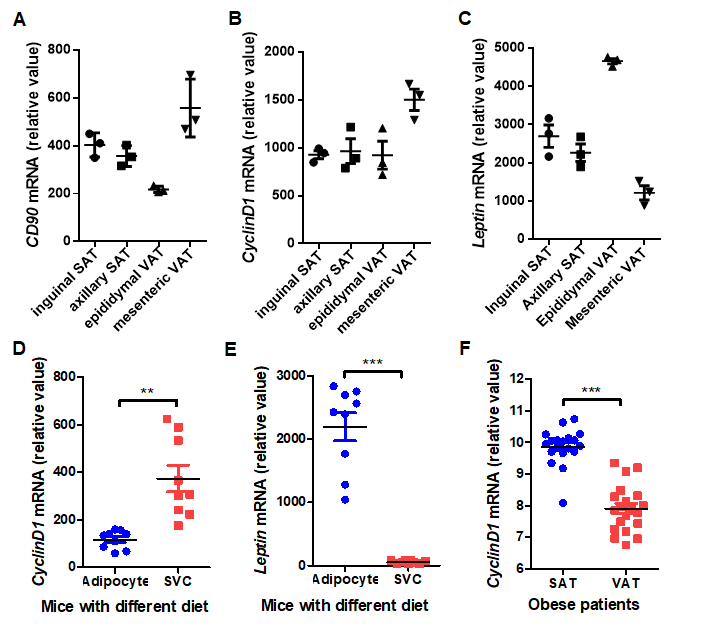 A
CD90 mRNA (relative value)
800
600
400
200
0
inguinal SAT
axillary SAT
epididymal VAT
mesenteric VAT
B
CyclinD1 mRNA (relative value)
2000
1500
1000
500
0
inguinal SAT
axillary SAT
epididymal VAT
mesenteric VAT
C
Leptin mRNA (relative value)
5000
4000
3000
2000
1000
0
Inguinal SAT
Axillary SAT
Epididymal VAT
Mesenteric VAT
D
CyclinD1 mRNA (relative value)
800
600
400
200
0
**
Adipocyte SVC
Mice with different diet
E
Leptin mRNA (relative value)
3000
2000
1000
0
***
Adipocyte SVC
Mice with different diet
F
CyclinD1 mRNA (relative value)
12
11
10
9
8
7
6
***
SAT VAT
Obese patients